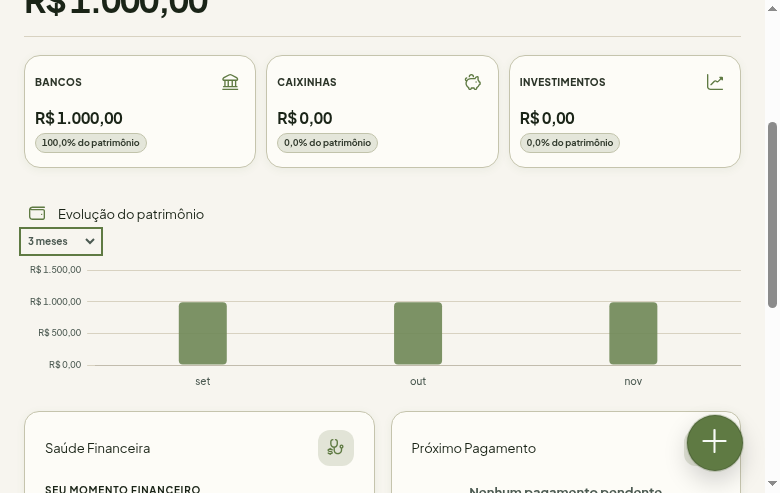 R$ 1.000,00
BANCOS
R$ 1.000,00
100,0% do patrimônio
CAIXINHAS
R$ 0,00
0,0% do patrimônio
INVESTIMENTOS
R$ 0,00
0,0% do patrimônio
Evolução do patrimônio
3 meses
R$ 1.500,00
R$ 1.000,00
R$ 500,00
R$ 0,00
set out nov
Saúde Financeira
SEU MOMENTO FINANCEIRO
Próximo Pagamento
Nenhum pagamento pendente